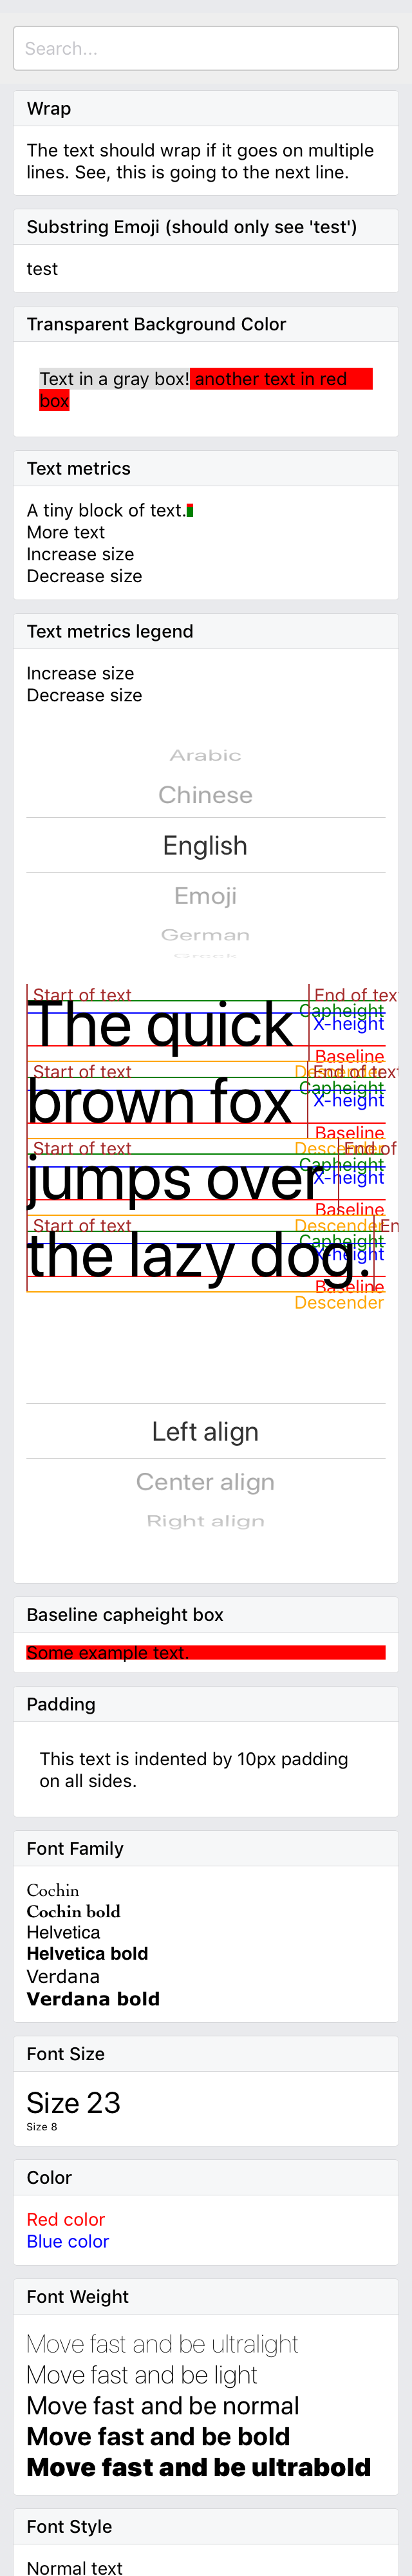 Search...
Wrap
The text should wrap if it goes on multiple
lines. See, this is going to the next line.
Substring Emoji (should only see 'test')
test
Transparent Background Color
Text in a gray box! another text in red
box
Text metrics
A tiny block of text.
More text
Increase size
Decrease size
Text metrics legend
Increase size
Decrease size
Arabic
Chinese
English
Emoji
German
Greek
Start of text
End of tex
Capheight
X-height
The quick
Baseline
Descender
Start of text
End of tex
Capheight
X-height
brown fox
Baseline
Descender
Start of text
End of
Capheight
X-height
jumps over
Baseline
Descender
Start of text
En
Capheight
X-height
the lazy dog.
Baseline
Descender
Left align
Center align
Right align
Baseline capheight box
Some example text.
Padding
This text is indented by 10px padding
on all sides.
Font Family
Cochin
Cochin bold
Helvetica
Helvetica bold
Verdana
Verdana bold
Font Size
Size 23
Size 8
Color
Red color
Blue color
Font Weight
Move fast and be ultralight
Move fast and be light
Move fast and be normal
Move fast and be bold
Move fast and be ultrabold
Font Style
Normal text